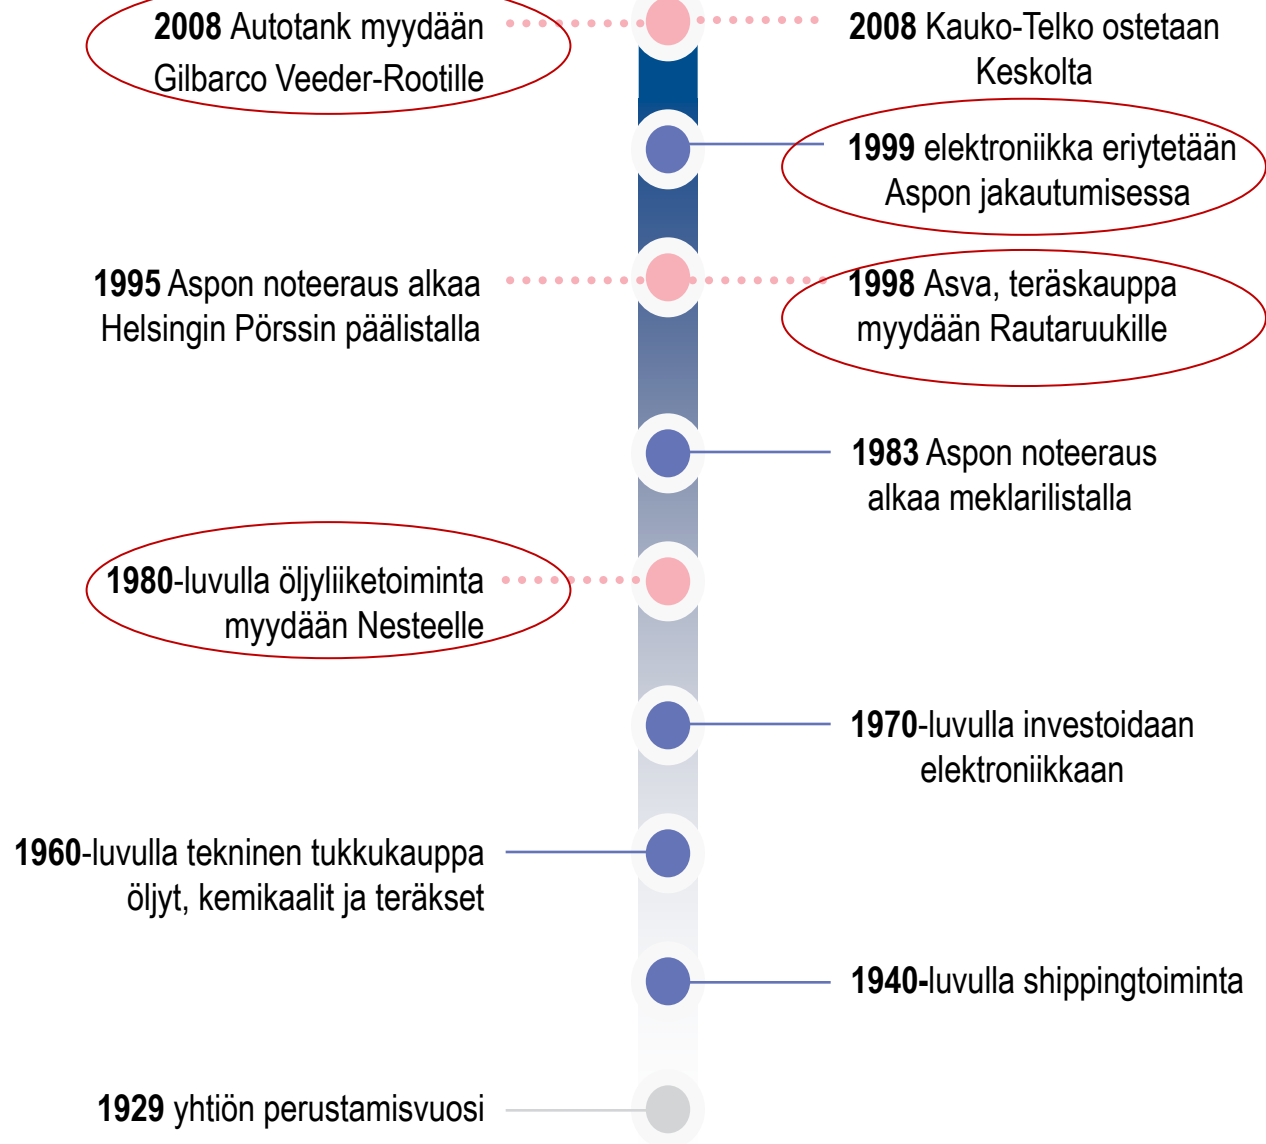 2008 Autotank myydään
Gilbarco Veeder-Rootille
2008 Kauko-Telko ostetaan
Keskolta
1999 elektroniikka eriytetään
Aspon jakautumisessa
1995 Aspon noteeraus alkaa
Helsingin Pörssin päälistalla
1998 Asva, teräskauppa
myydään Rautaruukille
1983 Aspon noteeraus
alkaa meklarilistalla
1980-luvulla öljyliiketoiminta
myydään Nesteelle
1970-luvulla investoidaan
elektroniikkaan
1960-luvulla tekninen tukkukauppa
öljyt, kemikaalit ja teräkset
1940-luvulla shippingtoiminta
1929 yhtiön perustamisvuosi